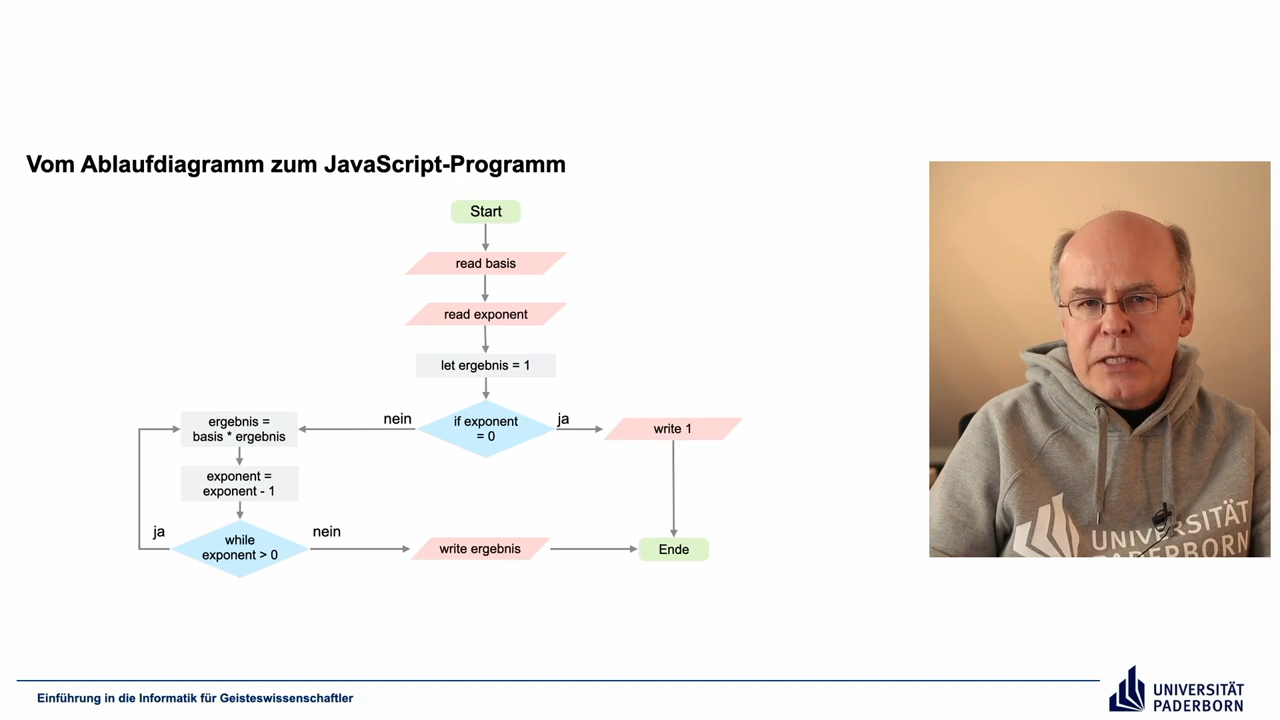 Vom Ablaufdiagramm zum JavaScript-Programm
Start
read basis
read exponent
let ergebnis = 1
if exponent
= 0
nein
ja
write 1
ergebnis =
basis * ergebnis
exponent =
exponent - 1
while
exponent > 0
ja
nein
write ergebnis
Ende
UNIVERSITÄT
PADERBORN
Einführung in die Informatik für Geisteswissenschaftler
UNIVERSITÄT
PADERBORN